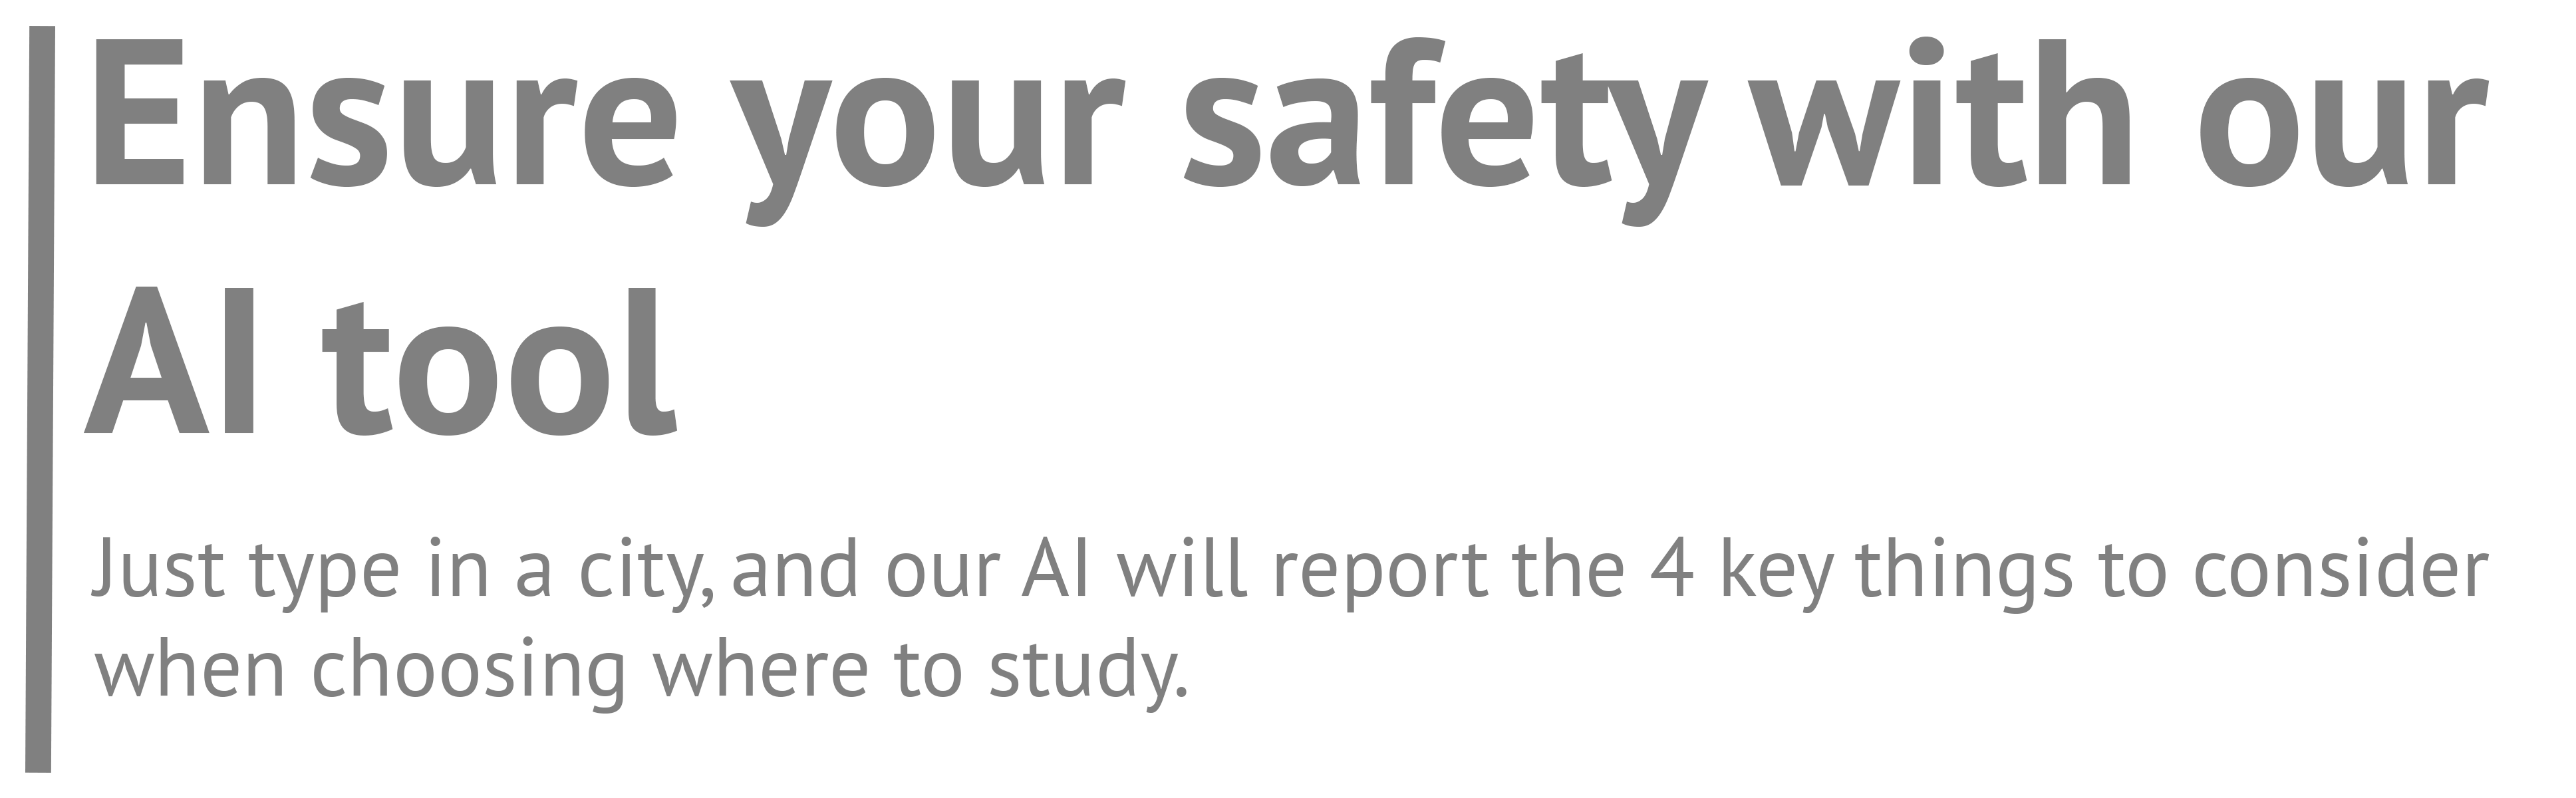 Ensure your safety with our
AI tool
Just type in a city, and our AI will report the 4 key things to consider
when choosing where to study.